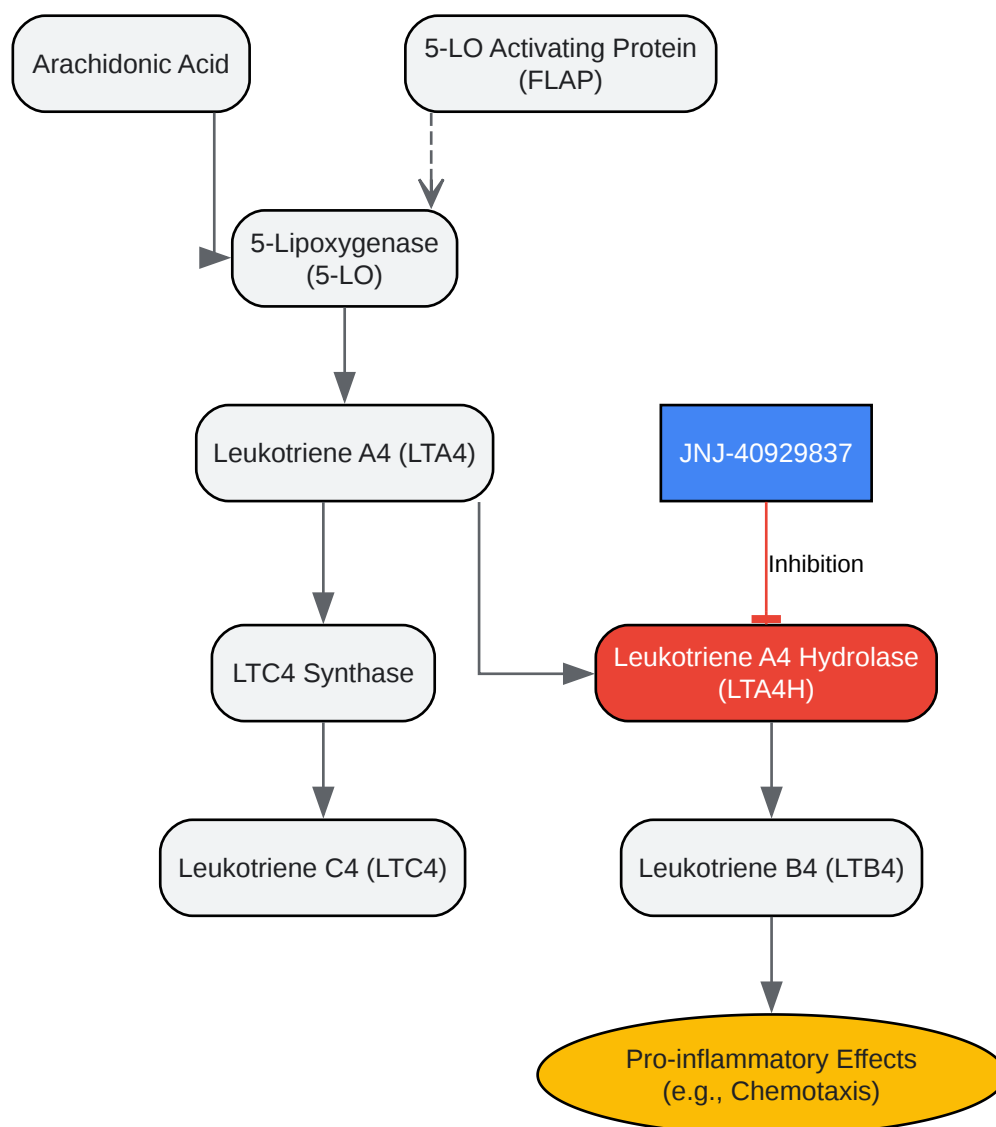 Arachidonic Acid
5-LO Activating Protein
(FLAP)
5-Lipoxygenase
(5-LO)
Leukotriene A4 (LTA4)
JNJ-40929837
Inhibition
LTC4 Synthase
Leukotriene A4 Hydrolase
(LTA4H)
Leukotriene C4 (LTC4)
Leukotriene B4 (LTB4)
Pro-inflammatory Effects
(e.g., Chemotaxis)